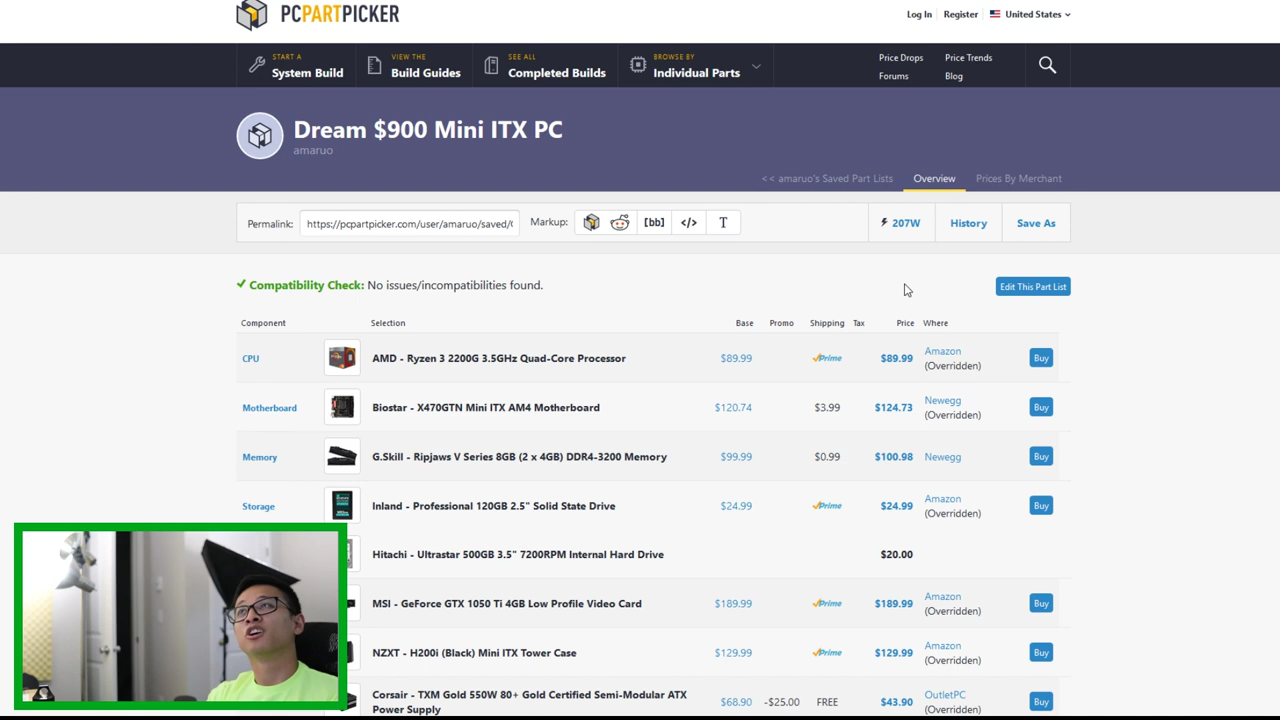 PCPARTPICKER
Log In Register United States
START A
System Build
VIEW THE
Build Guides
SEE ALL
Completed Builds
BROWSE BY
Individual Parts
Price Drops Price Trends
Forums Blog
Dream $900 Mini ITX PC
amaruo
<< amaruo's Saved Part Lists Overview Prices By Merchant
Permalink: https://pcpartpicker.com/user/amaruo/saved/ Markup: [bb] </> T 207W History Save As
Compatibility Check: No issues/incompatibilities found. Edit This Part List
Component Selection Base Promo Shipping Tax Price Where
CPU AMD - Ryzen 3 2200G 3.5GHz Quad-Core Processor $89.99 Prime $89.99 Amazon (Overridden) Buy
Motherboard Biostar - X470GTN Mini ITX AM4 Motherboard $120.74 $3.99 $124.73 Newegg (Overridden) Buy
Memory G.Skill - Ripjaws V Series 8GB (2 x 4GB) DDR4-3200 Memory $99.99 $0.99 $100.98 Newegg Buy
Storage Inland - Professional 120GB 2.5" Solid State Drive $24.99 Prime $24.99 Amazon (Overridden) Buy
Hitachi - Ultrastar 500GB 3.5" 7200RPM Internal Hard Drive $20.00
MSI - GeForce GTX 1050 Ti 4GB Low Profile Video Card $189.99 Prime $189.99 Amazon (Overridden) Buy
NZXT - H200i (Black) Mini ITX Tower Case $129.99 Prime $129.99 Amazon (Overridden) Buy
Corsair - TXM Gold 550W 80+ Gold Certified Semi-Modular ATX
Power Supply $68.90 -$25.00 FREE $43.90 OutletPC (Overridden) Buy